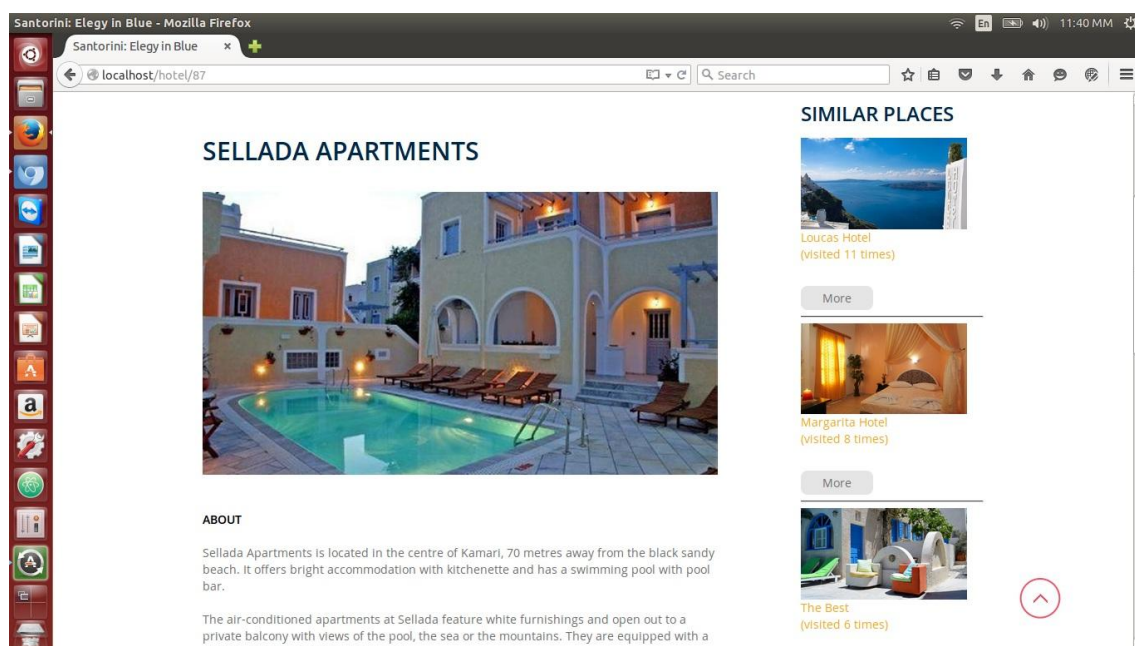 Santorini: Elegy in Blue - Mozilla Firefox
En
11:40 MM
Santorini: Elegy in Blue
localhost/hotel/87
Search
SELLADA APARTMENTS
ABOUT
Sellada Apartments is located in the centre of Kamari, 70 metres away from the black sandy
beach. It offers bright accommodation with kitchenette and has a swimming pool with pool
bar.
The air-conditioned apartments at Sellada feature white furnishings and open out to a
private balcony with views of the pool, the sea or the mountains. They are equipped with a
SIMILAR PLACES
Loucas Hotel
(visited 11 times)
More
Margarita Hotel
(visited 8 times)
More
The Best
(visited 6 times)